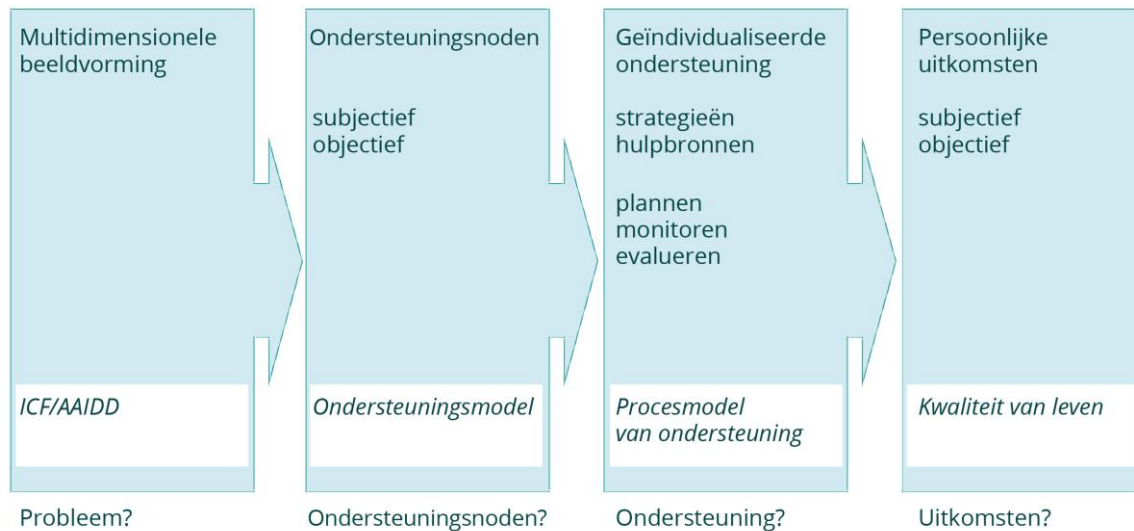 Multidimensionele
beeldvorming
ICF/AAIDD
Probleem?
Ondersteuningsnoden
subjectief
objectief
Ondersteuningsmodel
Ondersteuningsnoden?
Geïndividualiseerde
ondersteuning
strategieën
hulpbronnen
plannen
monitoren
evalueren
Procesmodel
van ondersteuning
Ondersteuning?
Persoonlijke
uitkomsten
subjectief
objectief
Kwaliteit van leven
Uitkomsten?